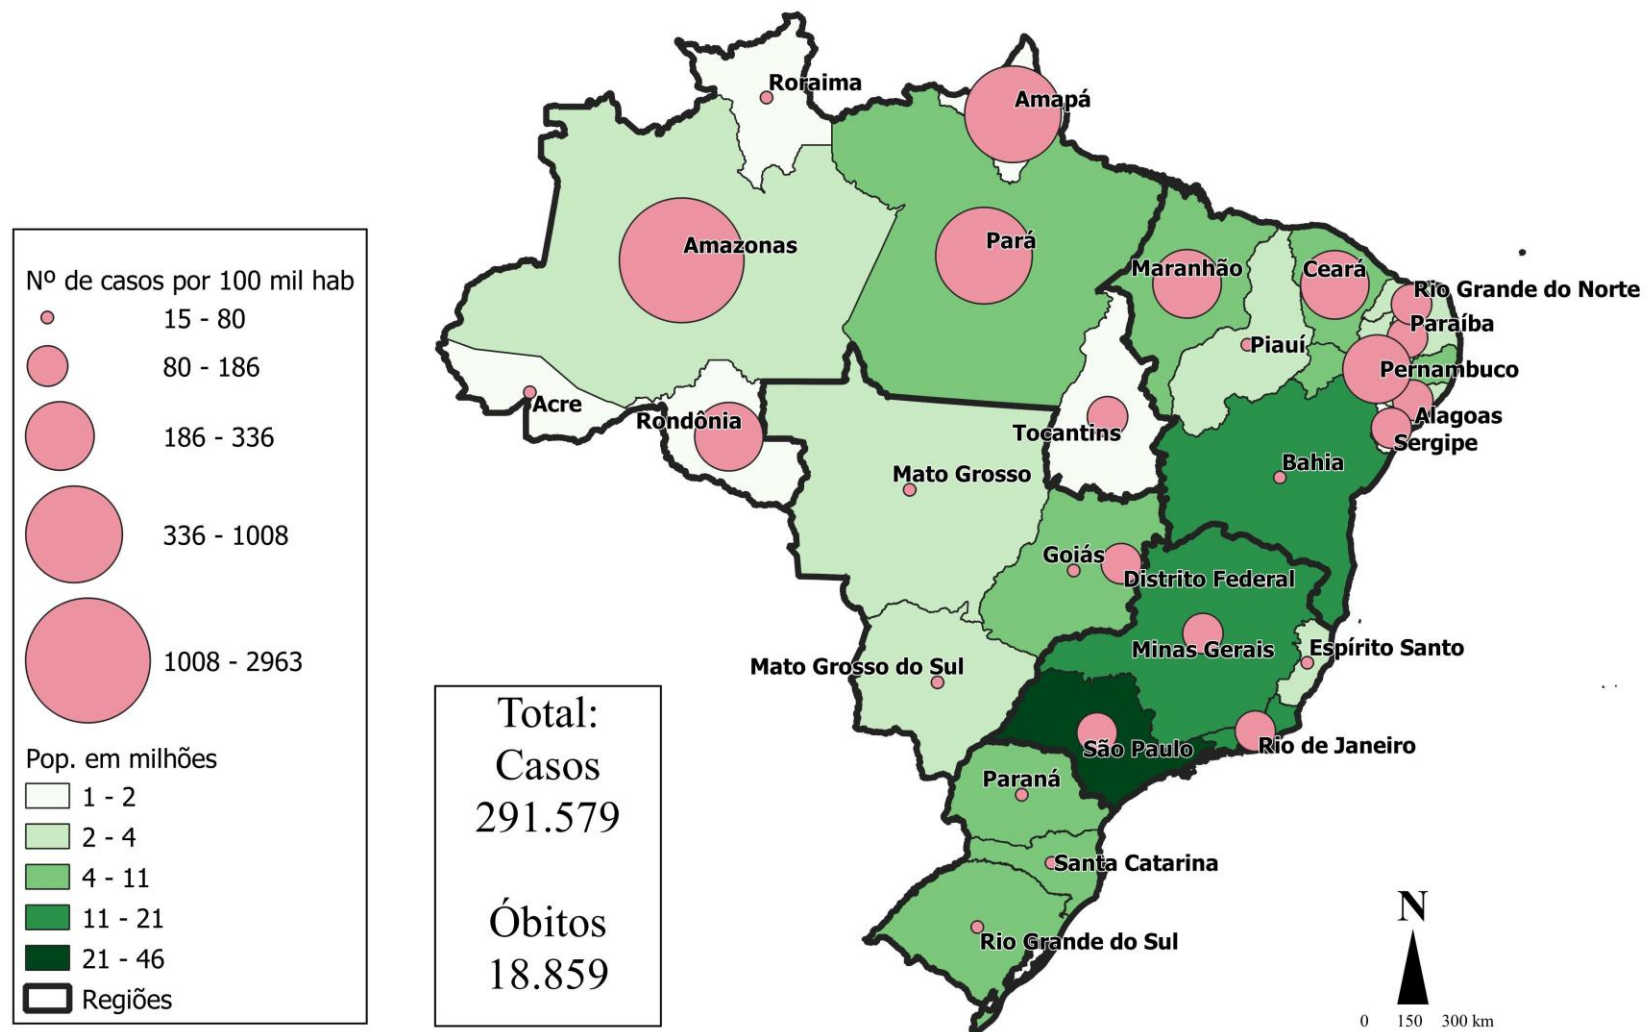 Roraima
Amapá
Amazonas
Pará
Maranhão
Ceará
Rio Grande do Norte
Paraíba
Piauí
Pernambuco
Acre
Rondônia
Tocantins
Alagoas
Sergipe
Bahia
Mato Grosso
Goiás
Distrito Federal
Minas Gerais
Espírito Santo
Mato Grosso do Sul
São Paulo
Rio de Janeiro
Paraná
Santa Catarina
Rio Grande do Sul
Nº de casos por 100 mil hab
15 - 80
80 - 186
186 - 336
336 - 1008
1008 - 2963
Pop. em milhões
1 - 2
2 - 4
4 - 11
11 - 21
21 - 46
Regiões
Total:
Casos
291.579
Óbitos
18.859
N
0 150 300 km